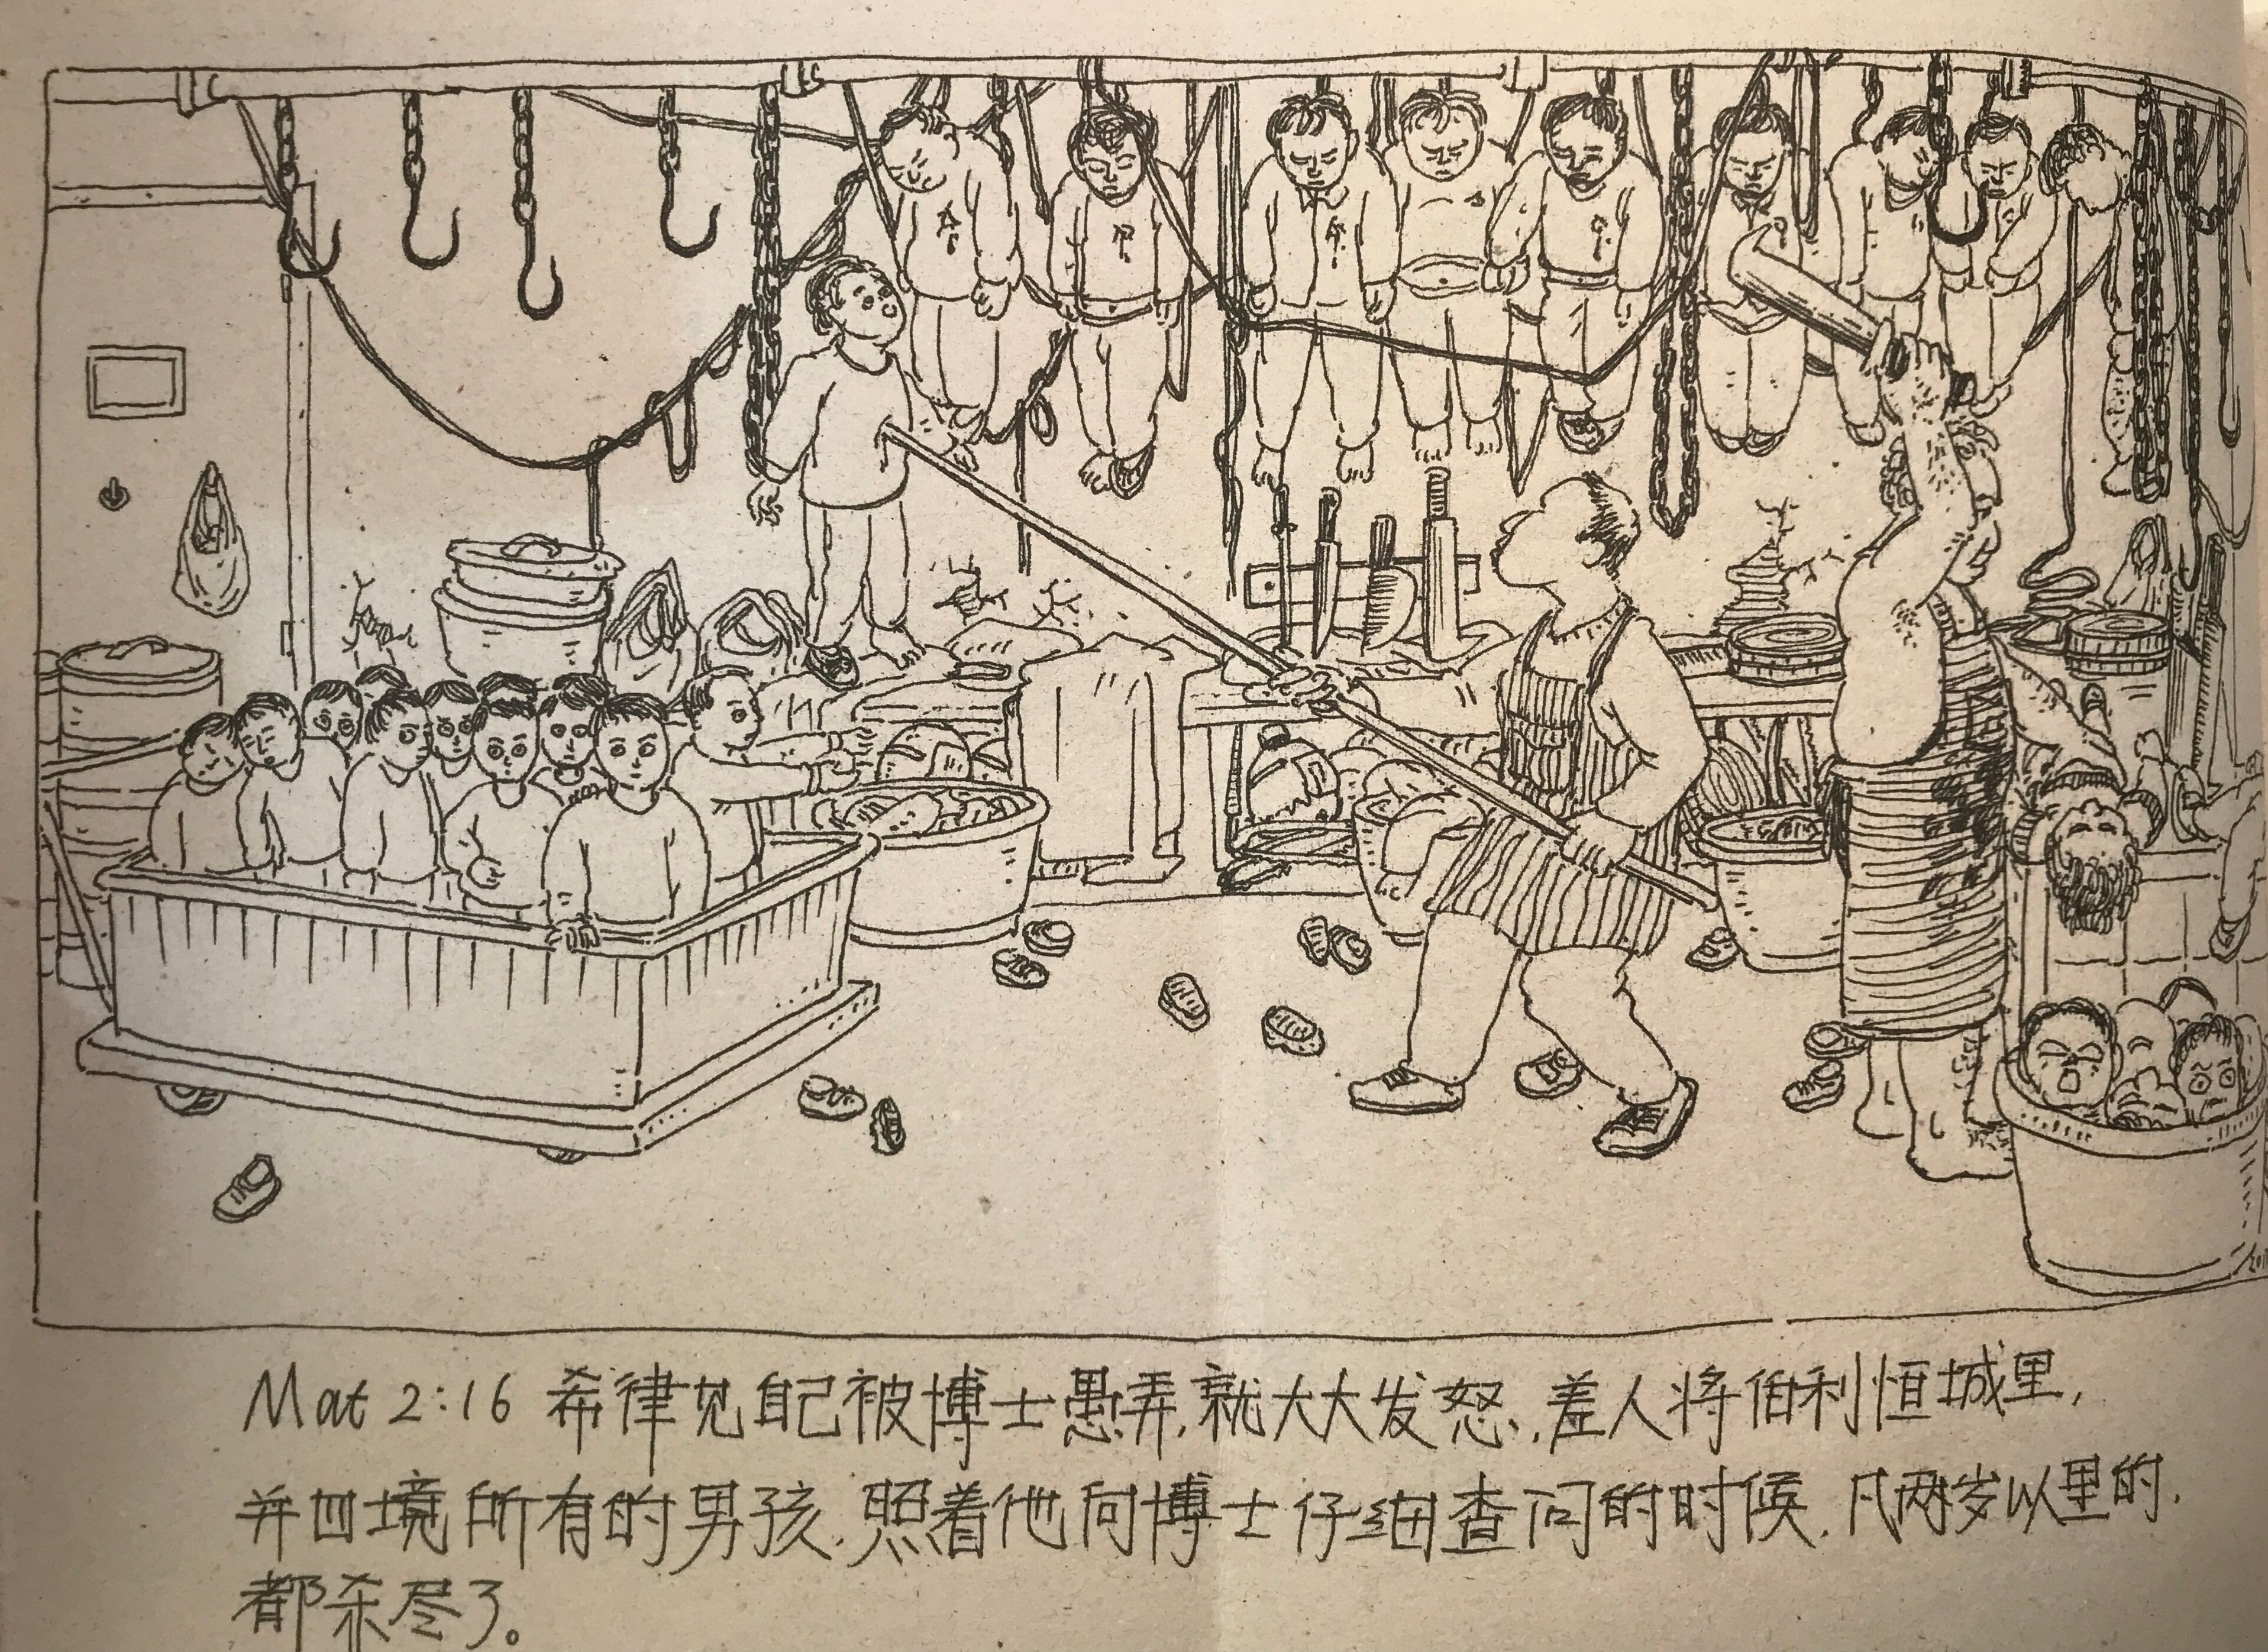 Mat 2:16 希律见自己被博士愚弄,就大大发怒,差人将伯利恒城里,
并四境所有的男孩,照着他向博士仔细查问的时候,凡两岁以里的,
都杀尽了。